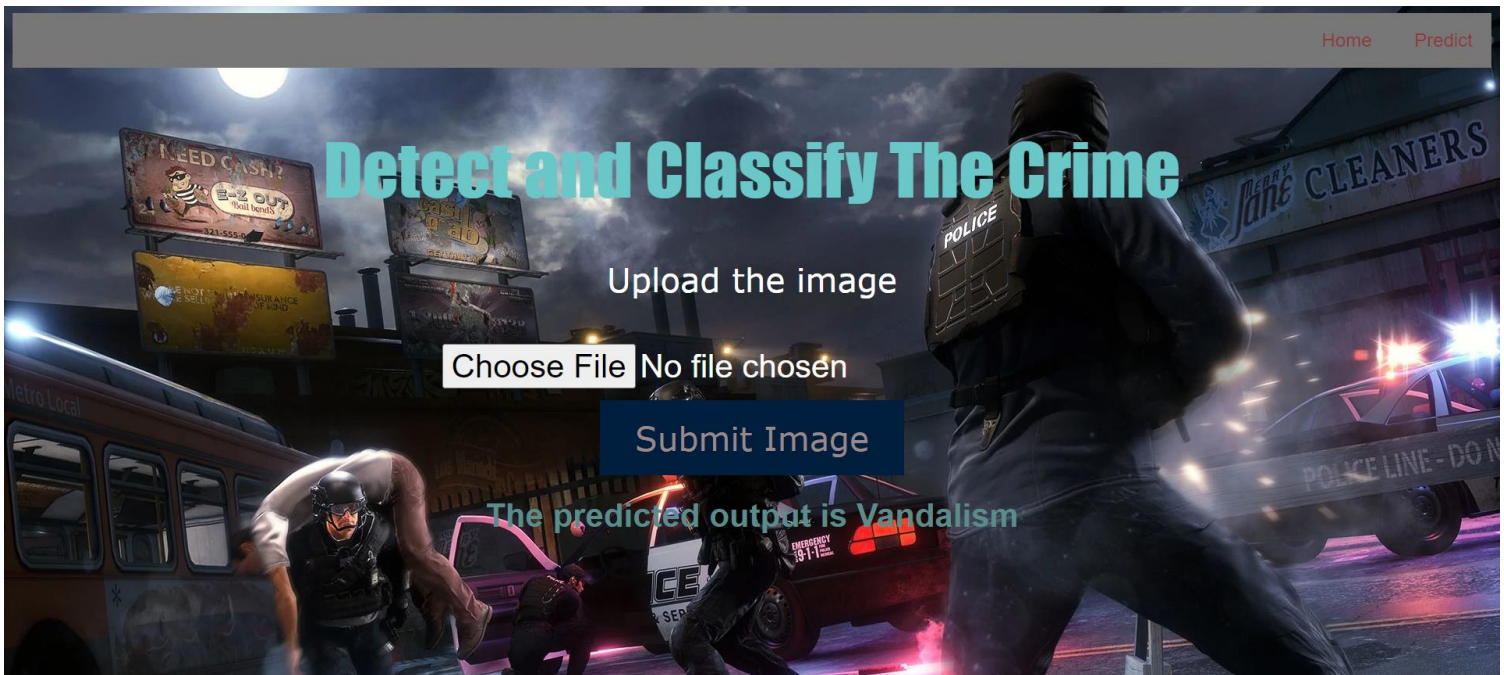 Home Predict
Detect and Classify The Crime
NEED CASH?
E-Z OUT
Bail bonds
POLICE
CLEANERS
Upload the image
Choose File No file chosen
Metro Local
Submit Image
POLICE LINE - DO N
The predicted output is Vandalism
EMERGENCY
9-1-1
ICE